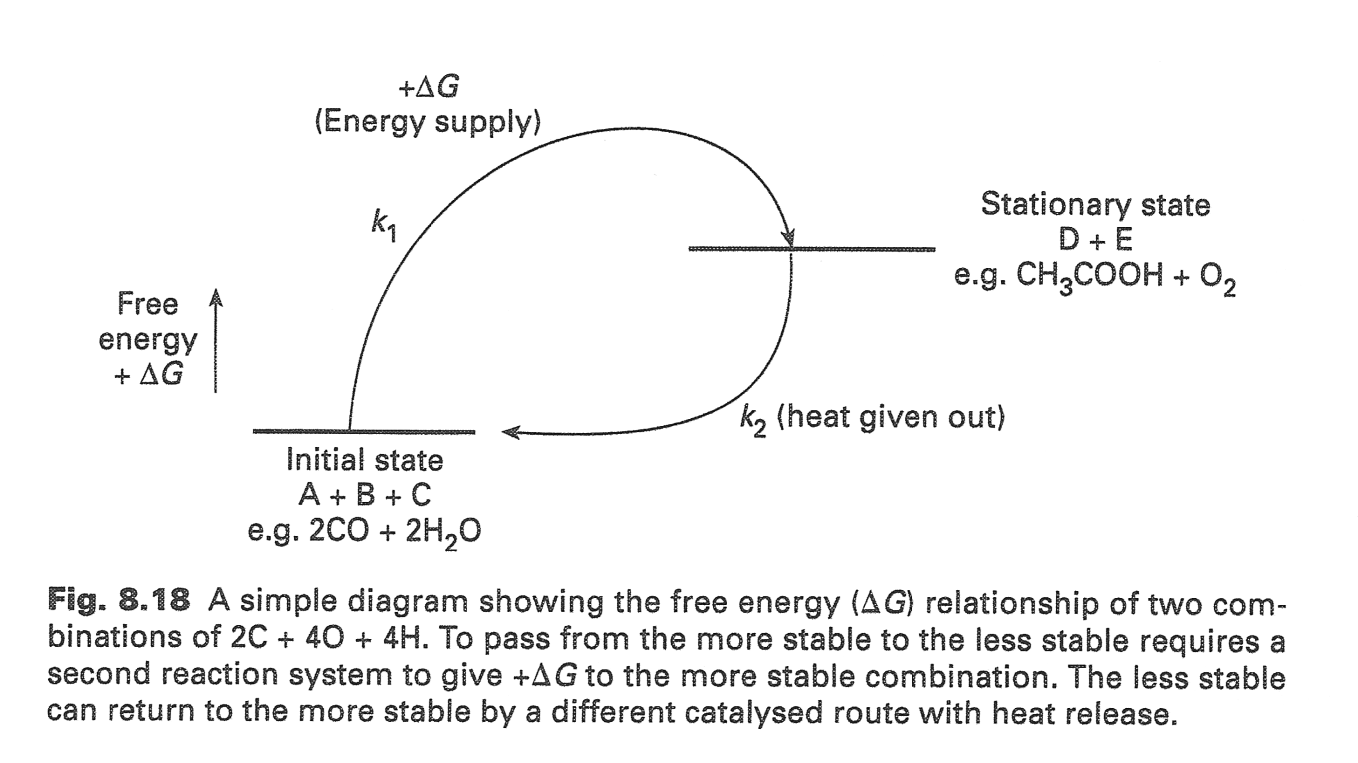 +ΔG
(Energy supply)
k₁
Stationary state
D + E
e.g. CH₃COOH + O₂
Free
energy
+ ΔG
k₂ (heat given out)
Initial state
A + B + C
e.g. 2CO + 2H₂O
Fig. 8.18 A simple diagram showing the free energy (ΔG) relationship of two com-
binations of 2C + 4O + 4H. To pass from the more stable to the less stable requires a
second reaction system to give +ΔG to the more stable combination. The less stable
can return to the more stable by a different catalysed route with heat release.